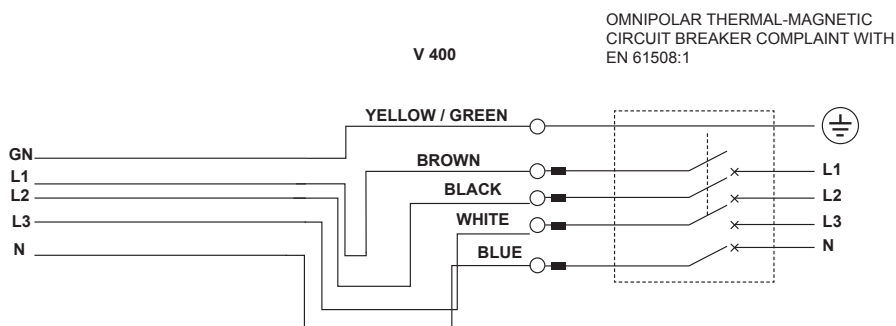 OMNIPOLAR THERMAL-MAGNETIC
CIRCUIT BREAKER COMPLAINT WITH
EN 61508:1
V 400
YELLOW / GREEN
GN
BROWN
L1
L1
BLACK
L2
L2
WHITE
L3
L3
BLUE
N
N